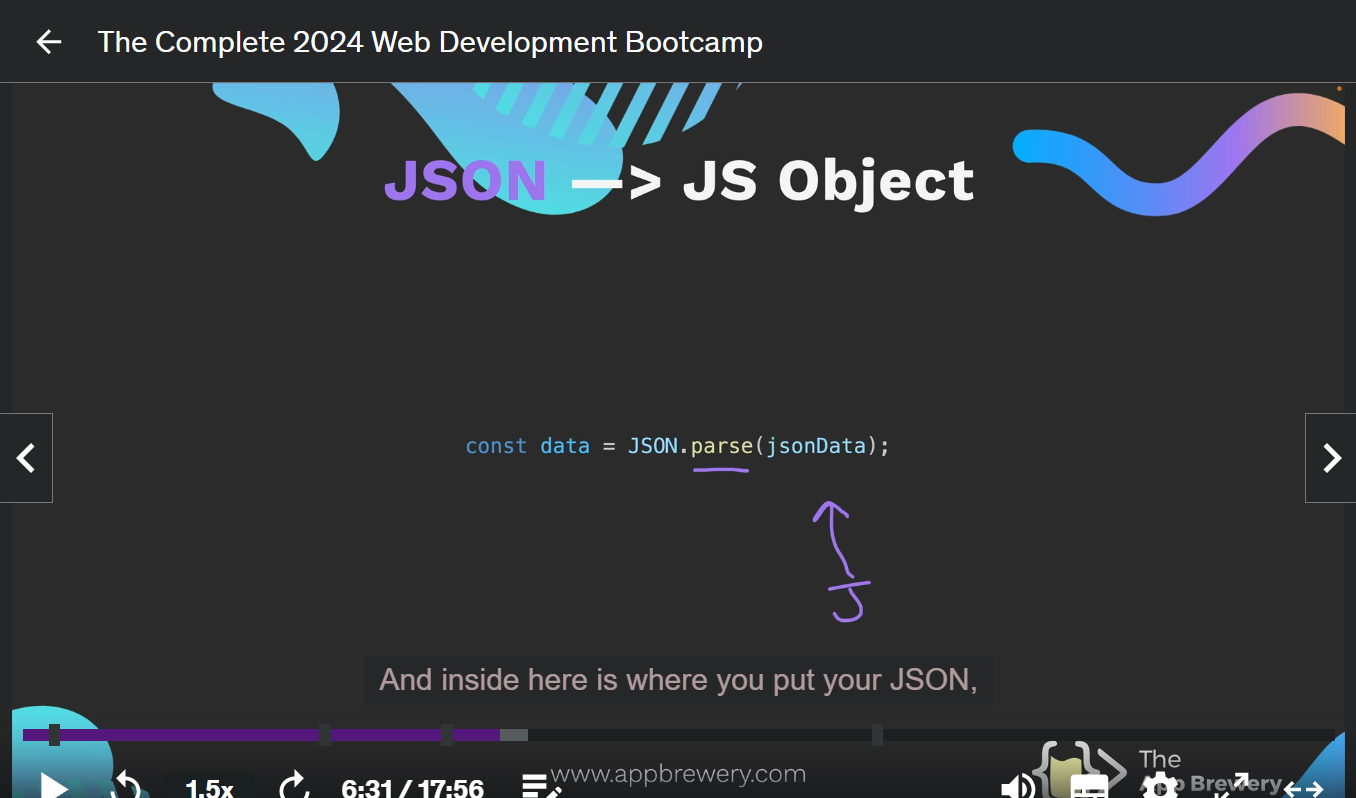 The Complete 2024 Web Development Bootcamp
JSON —> JS Object
const data = JSON.parse(jsonData);
J
And inside here is where you put your JSON,
www.appbrewery.com
The
App Brewery
1.5x
6:31 / 17:56